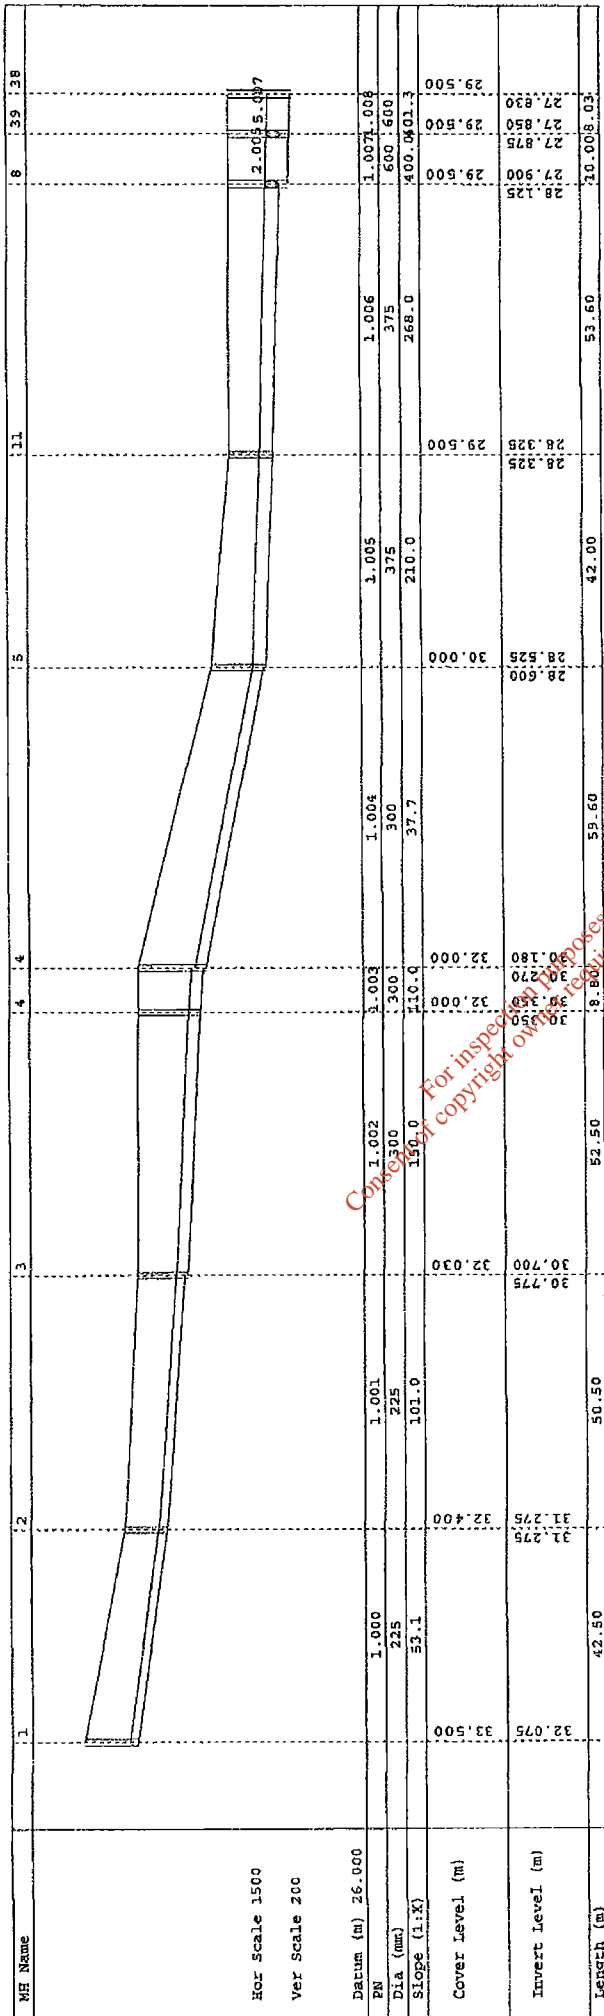 MH Name 1 2 3 4 4 5 11 8 39 38
2.005 5.007
Hor Scale 1500
Ver Scale 200
Datum (m) 26.000
PN 1.000 1.001 1.002 1.003 1.004 1.005 1.006 1.007 1.008
Dia (mm) 225 225 300 300 300 375 375 600 600
Slope (1:X) 53.1 101.0 150.0 110.0 37.7 210.0 268.0 400.0 401.3
Cover Level (m) 33.500 32.400 32.030 32.000 32.000 30.000 29.500 29.500 29.500 29.500
Invert Level (m) 32.075 31.275 31.275 30.775 30.700 30.350 30.350 30.270 30.180 28.600 28.525 28.325 28.325 28.125 27.900 27.875 27.850 27.830
Length (m) 42.50 50.50 52.50 8.80 59.60 42.00 53.60 10.00 8.03
For inspection purposes
Consent of copyright owner